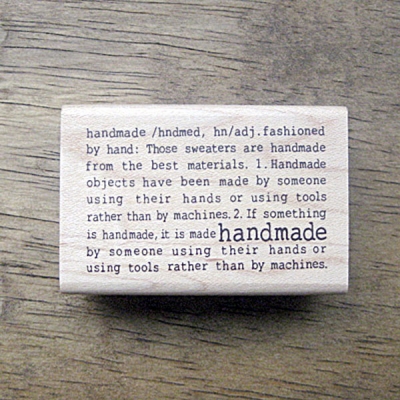 handmade /hndmed, hn/adj.fashioned
by hand: Those sweaters are handmade
from the best materials. 1. Handmade
objects have been made by someone
using their hands or using tools
rather than by machines. 2. If something
is handmade, it is made handmade
by someone using their hands or
using tools rather than by machines.